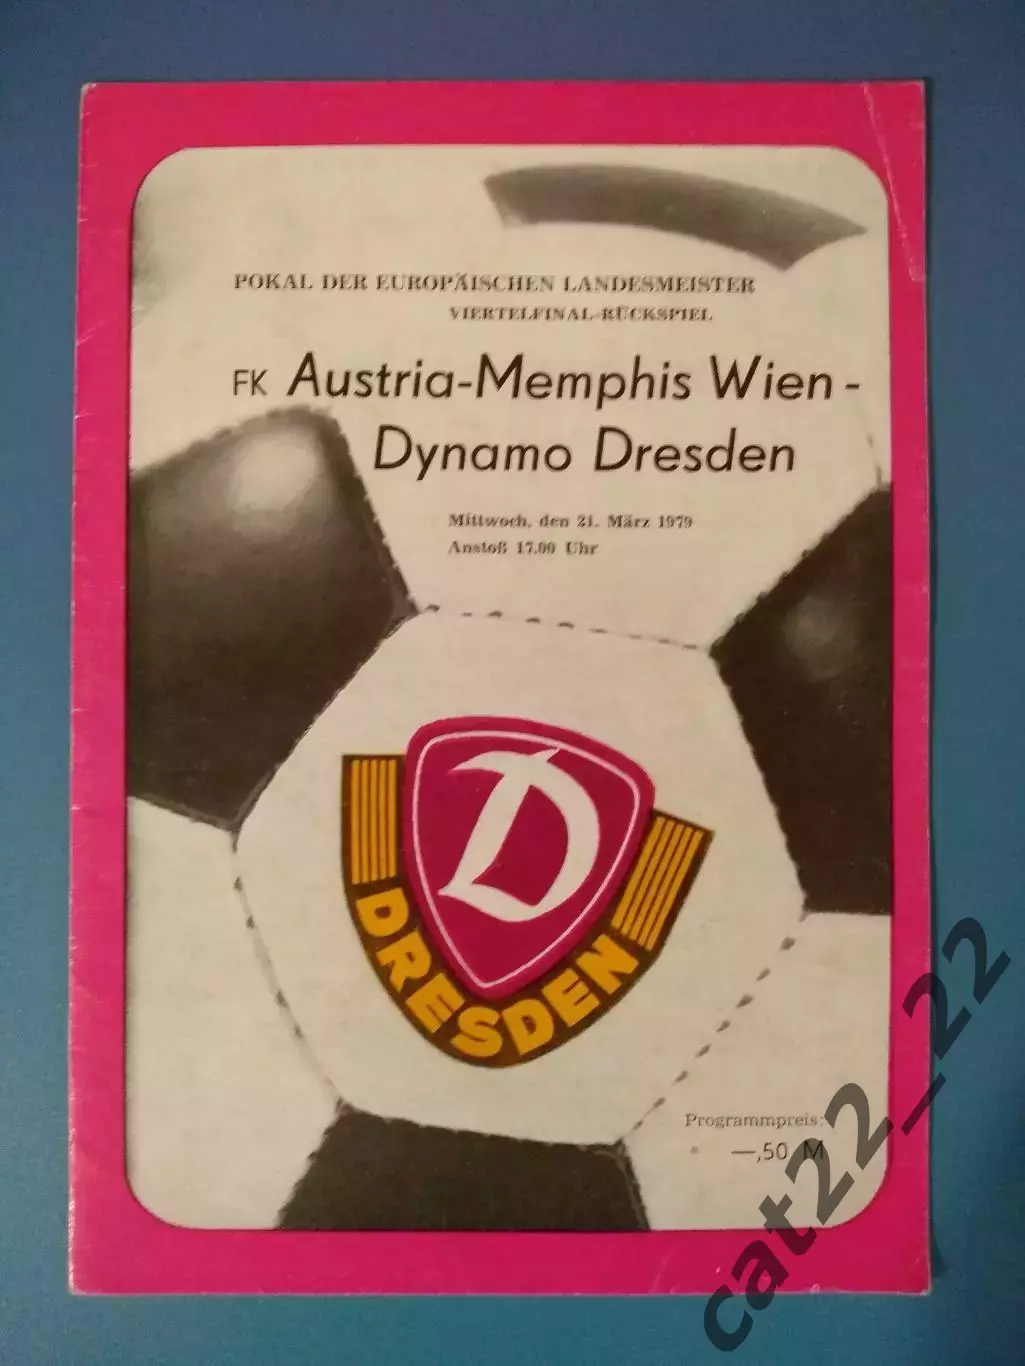 POKAL DER EUROPÄISCHEN LANDESMEISTER
VIERTELFINAL-RÜCKSPIEL
FK Austria-Memphis Wien -
Dynamo Dresden
Mittwoch, den 21. März 1979
Anstoß 17.00 Uhr
D
DRESDEN
Programmpreis:
—,50 M
cat22_22